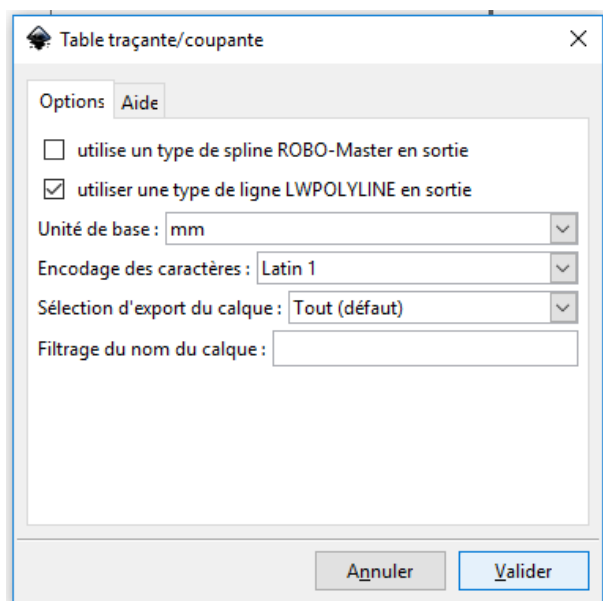 Table traçante/coupante
Options Aide
utilise un type de spline ROBO-Master en sortie
utiliser une type de ligne LWPOLYLINE en sortie
Unité de base : mm
Encodage des caractères : Latin 1
Sélection d'export du calque : Tout (défaut)
Filtrage du nom du calque :
Annuler Valider